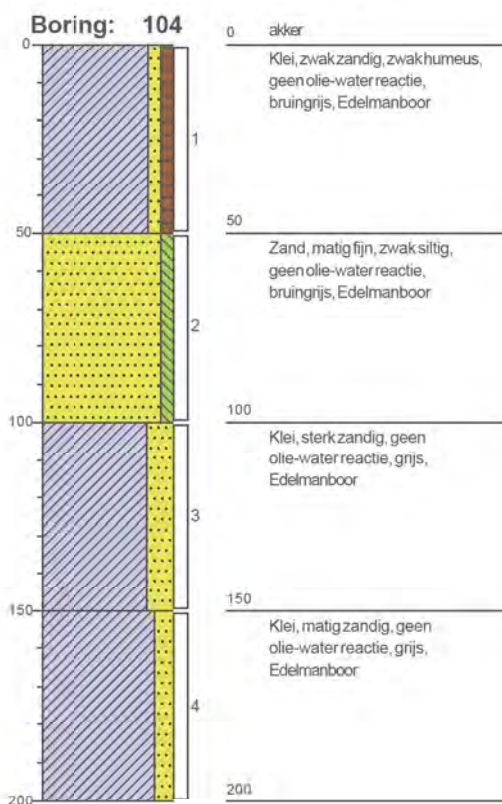 Boring: 104
0 akker
0
Klei, zwak zandig, zwak humeus,
geen olie-water reactie,
bruingrijs, Edelmanboor
1
50
50
Zand, matig fijn, zwak siltig,
geen olie-water reactie,
bruingrijs, Edelmanboor
2
100
100
Klei, sterk zandig, geen
olie-water reactie, grijs,
Edelmanboor
3
150
150
Klei, matig zandig, geen
olie-water reactie, grijs,
Edelmanboor
4
200
200